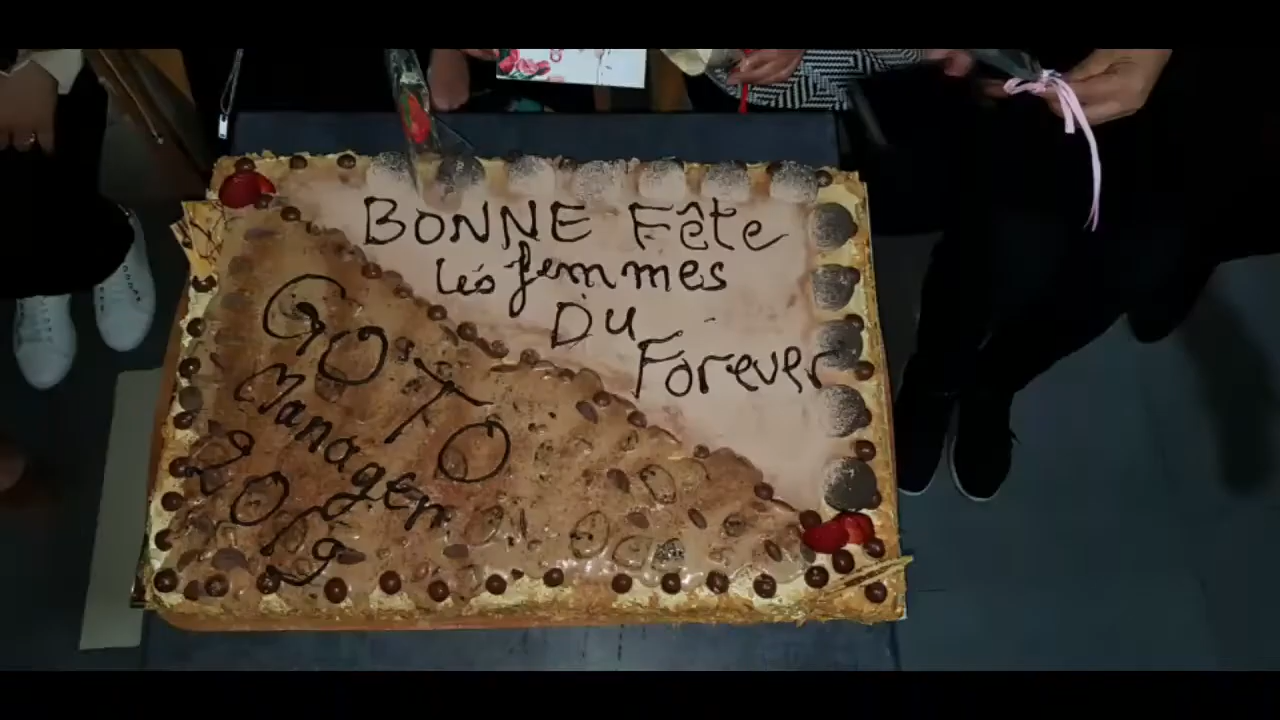 BONNE Fête
les femmes
DU
Forever
GOTO
Manager
2019